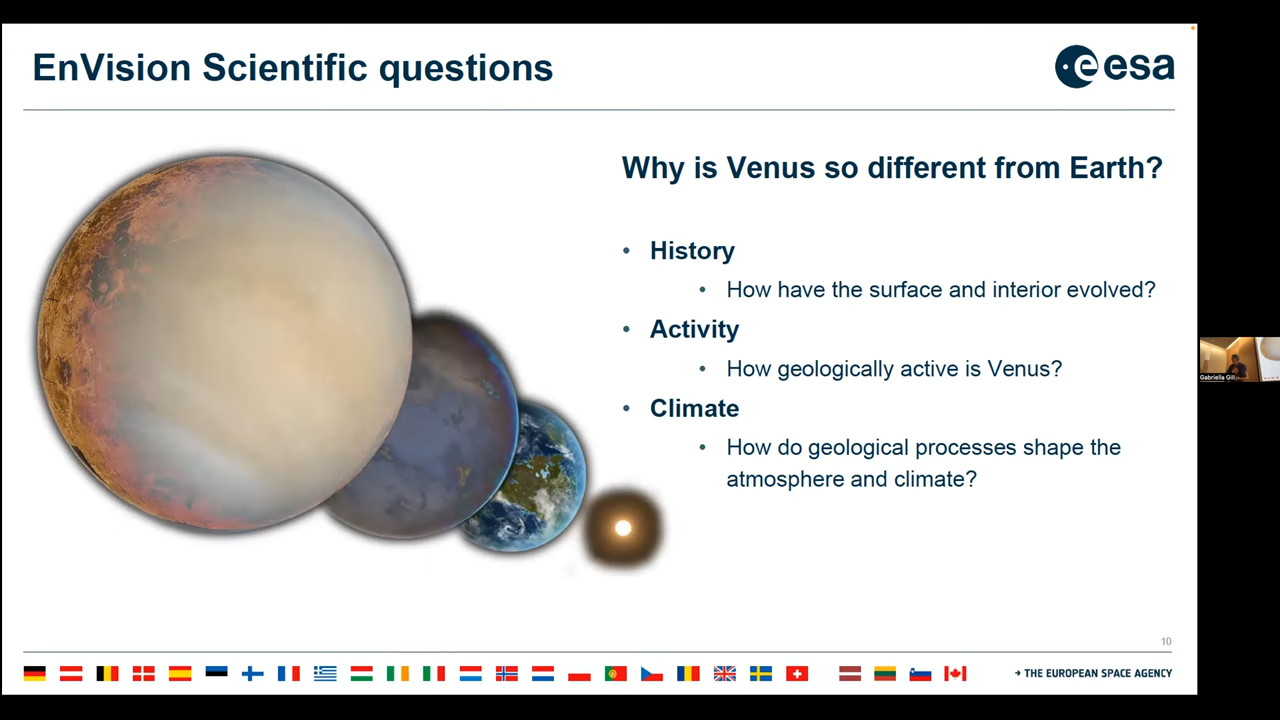 EnVision Scientific questions
esa
Why is Venus so different from Earth?
• History
• How have the surface and interior evolved?
• Activity
• How geologically active is Venus?
• Climate
• How do geological processes shape the
atmosphere and climate?
Gabriella Gill
10
→ THE EUROPEAN SPACE AGENCY